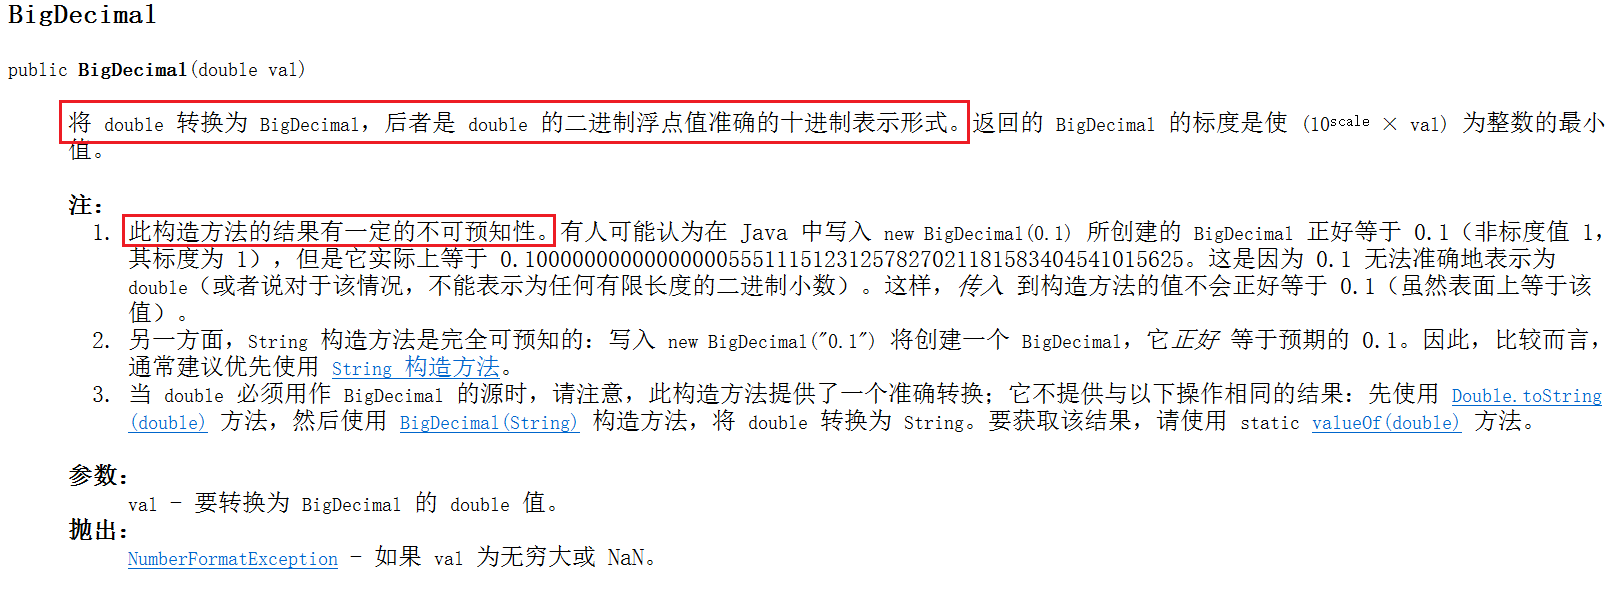 BigDecimal
public BigDecimal(double val)
将 double 转换为 BigDecimal，后者是 double 的二进制浮点值准确的十进制表示形式。返回的 BigDecimal 的标度是使 (10scale × val) 为整数的最小
值。
注：
1. 此构造方法的结果有一定的不可预知性。有人可能认为在 Java 中写入 new BigDecimal(0.1) 所创建的 BigDecimal 正好等于 0.1（非标度值 1，
其标度为 1），但是它实际上等于 0.1000000000000000055511151231257827021181583404541015625。这是因为 0.1 无法准确地表示为
double（或者说对于该情况，不能表示为任何有限长度的二进制小数）。这样，传入 到构造方法的值不会正好等于 0.1（虽然表面上等于该
值）。
2. 另一方面，String 构造方法是完全可预知的：写入 new BigDecimal("0.1") 将创建一个 BigDecimal，它正好 等于预期的 0.1。因此，比较而言，
通常建议优先使用 String 构造方法。
3. 当 double 必须用作 BigDecimal 的源时，请注意，此构造方法提供了一个准确转换；它不提供与以下操作相同的结果：先使用 Double.toString
(double) 方法，然后使用 BigDecimal(String) 构造方法，将 double 转换为 String。要获取该结果，请使用 static valueOf(double) 方法。
参数：
val - 要转换为 BigDecimal 的 double 值。
抛出：
NumberFormatException - 如果 val 为无穷大或 NaN。